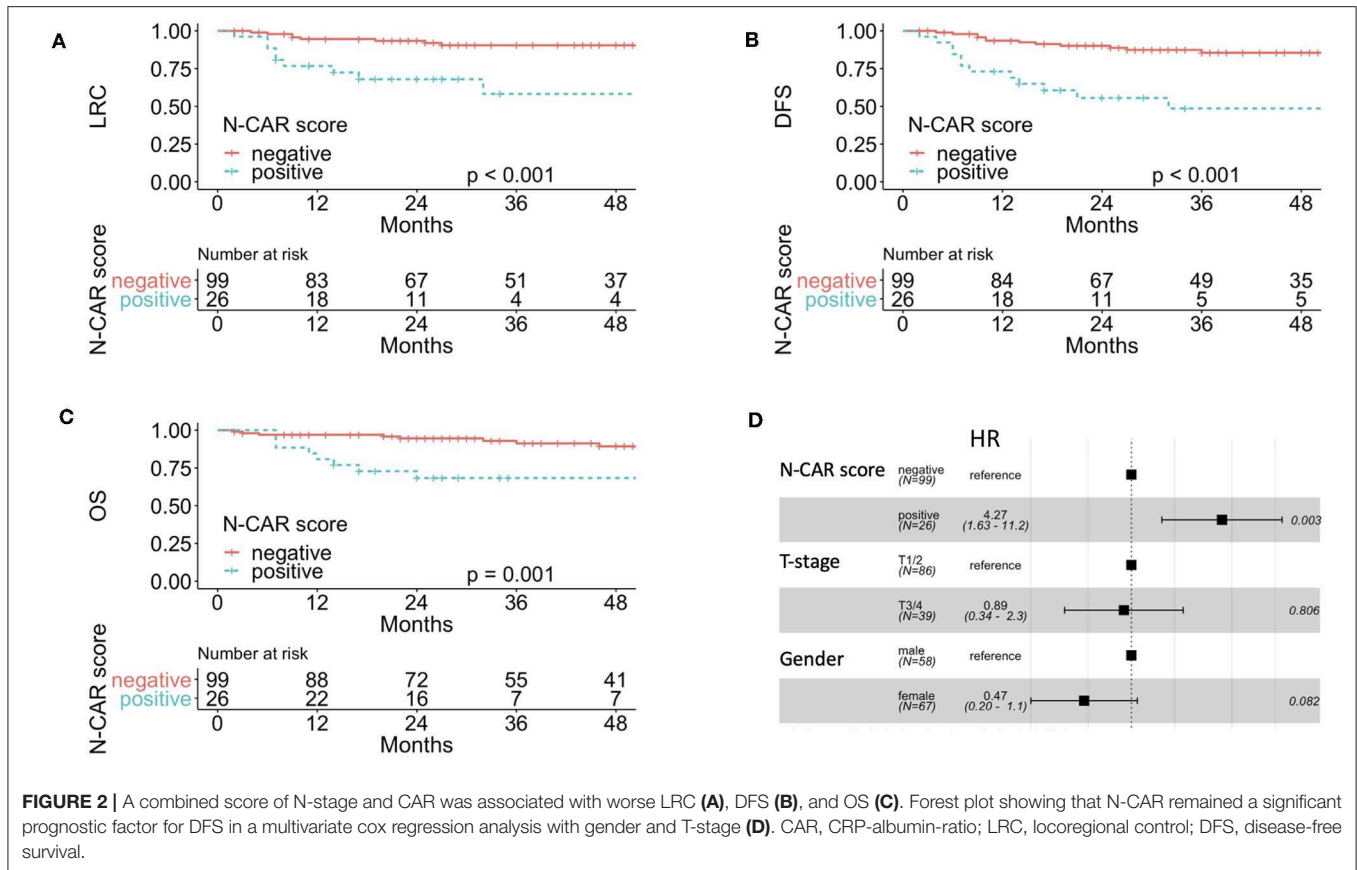 A
LRC
1.00
0.75
0.50
0.25
0.00
N-CAR score
negative
positive
p < 0.001
0 12 24 36 48
Months
N-CAR score
Number at risk
negative 99 83 67 51 37
positive 26 18 11 4 4
0 12 24 36 48
Months
B
DFS
1.00
0.75
0.50
0.25
0.00
N-CAR score
negative
positive
p < 0.001
0 12 24 36 48
Months
N-CAR score
Number at risk
negative 99 84 67 49 35
positive 26 18 11 5 5
0 12 24 36 48
Months
C
OS
1.00
0.75
0.50
0.25
0.00
N-CAR score
negative
positive
p = 0.001
0 12 24 36 48
Months
N-CAR score
Number at risk
negative 99 88 72 55 41
positive 26 22 16 7 7
0 12 24 36 48
Months
D
HR
N-CAR score negative reference
(N=99)
positive 4.27
(N=26) (1.63 - 11.2) 0.003
T-stage T1/2 reference
(N=86)
T3/4 0.89
(N=39) (0.34 - 2.3) 0.806
Gender male reference
(N=58)
female 0.47
(N=67) (0.20 - 1.1) 0.082
FIGURE 2 | A combined score of N-stage and CAR was associated with worse LRC (A), DFS (B), and OS (C). Forest plot showing that N-CAR remained a significant
prognostic factor for DFS in a multivariate cox regression analysis with gender and T-stage (D). CAR, CRP-albumin-ratio; LRC, locoregional control; DFS, disease-free
survival.